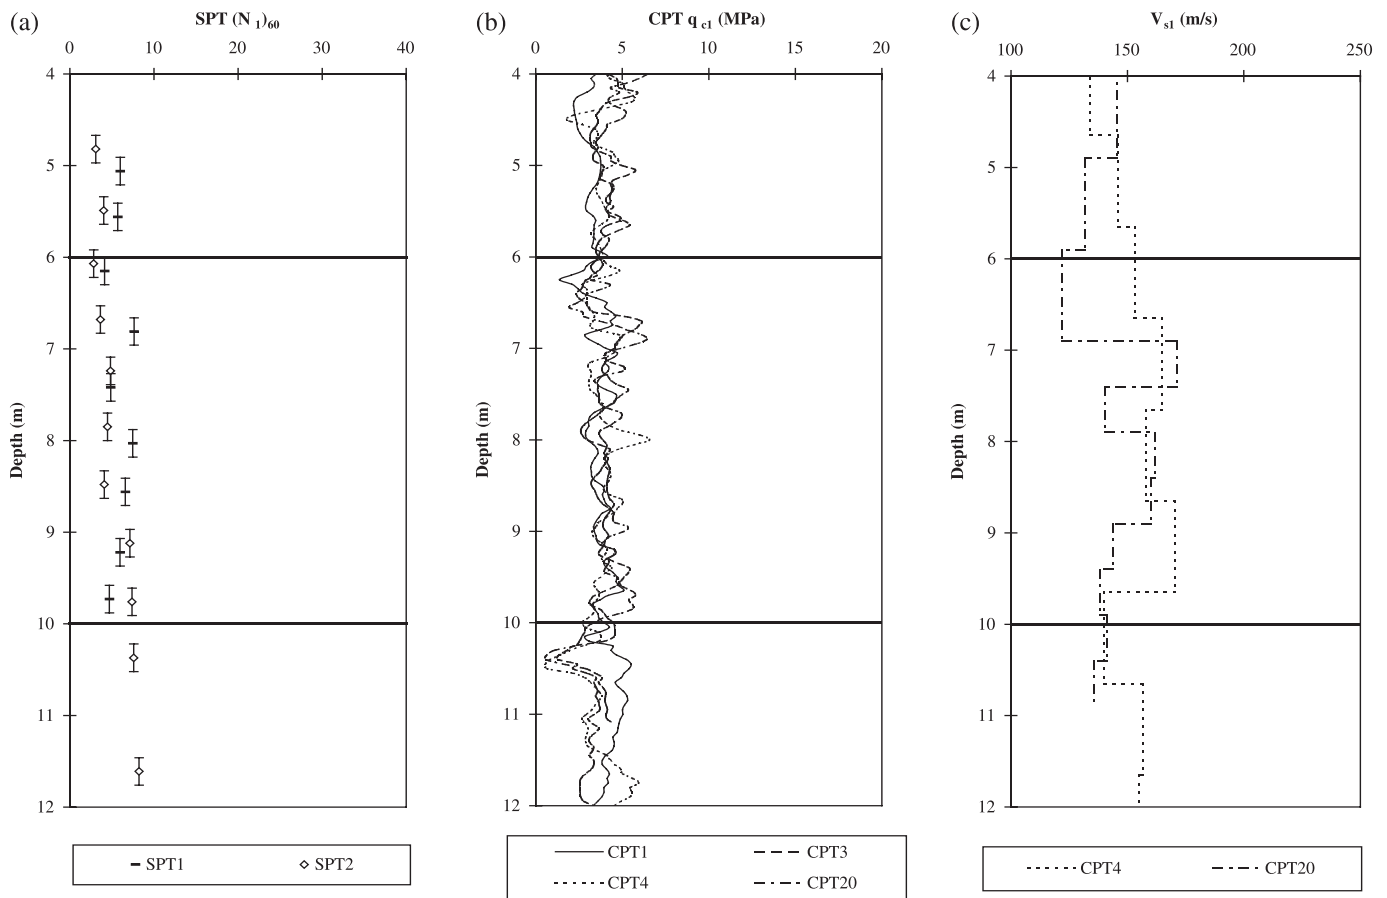 (a)
SPT (N 1)60
0 10 20 30 40
4
5
6
7
8
9
10
11
12
Depth (m)
SPT1 SPT2
(b)
CPT q c1 (MPa)
0 5 10 15 20
4
5
6
7
8
9
10
11
12
Depth (m)
CPT1 CPT3
CPT4 CPT20
(c)
Vs1 (m/s)
100 150 200 250
4
5
6
7
8
9
10
11
12
Depth (m)
CPT4 CPT20